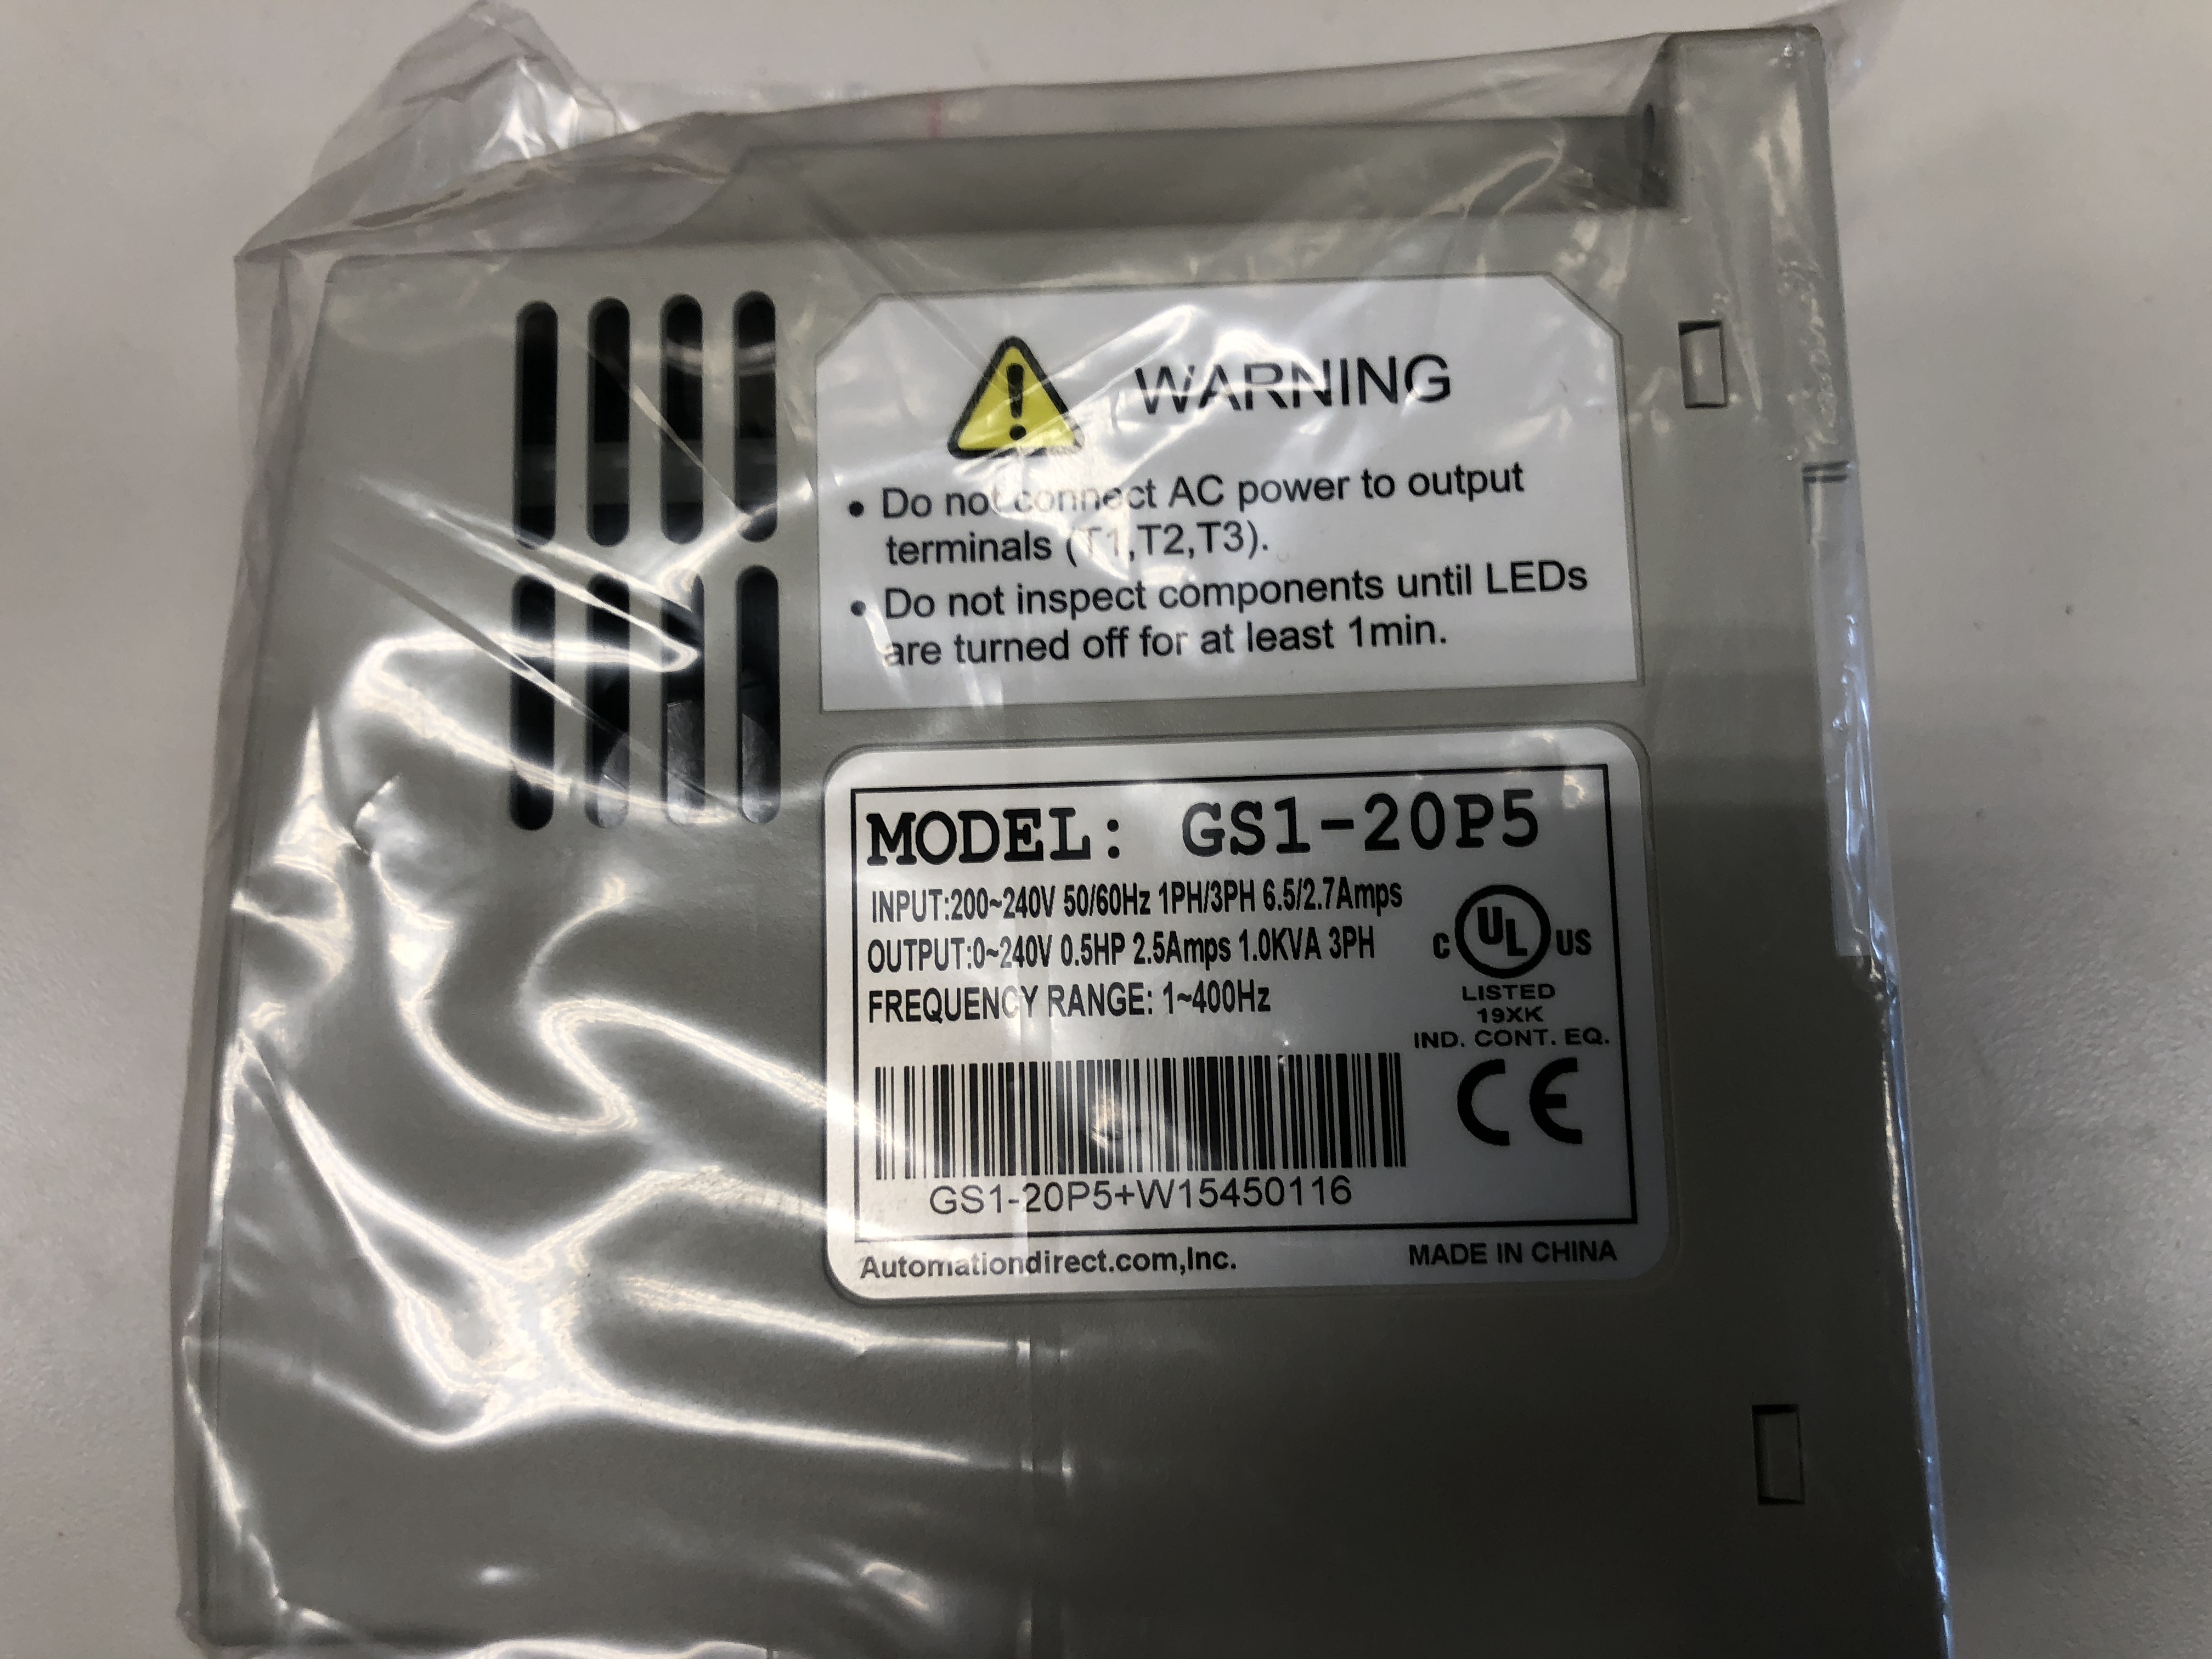 WARNING
• Do not connect AC power to output
terminals (T1,T2,T3).
• Do not inspect components until LEDs
are turned off for at least 1min.
MODEL: GS1-20P5
INPUT:200~240V 50/60Hz 1PH/3PH 6.5/2.7Amps
OUTPUT:0~240V 0.5HP 2.5Amps 1.0KVA 3PH
FREQUENCY RANGE: 1~400Hz
C UL US
LISTED
19XK
IND. CONT. EQ.
CE
GS1-20P5+W15450116
Automationdirect.com,Inc.
MADE IN CHINA